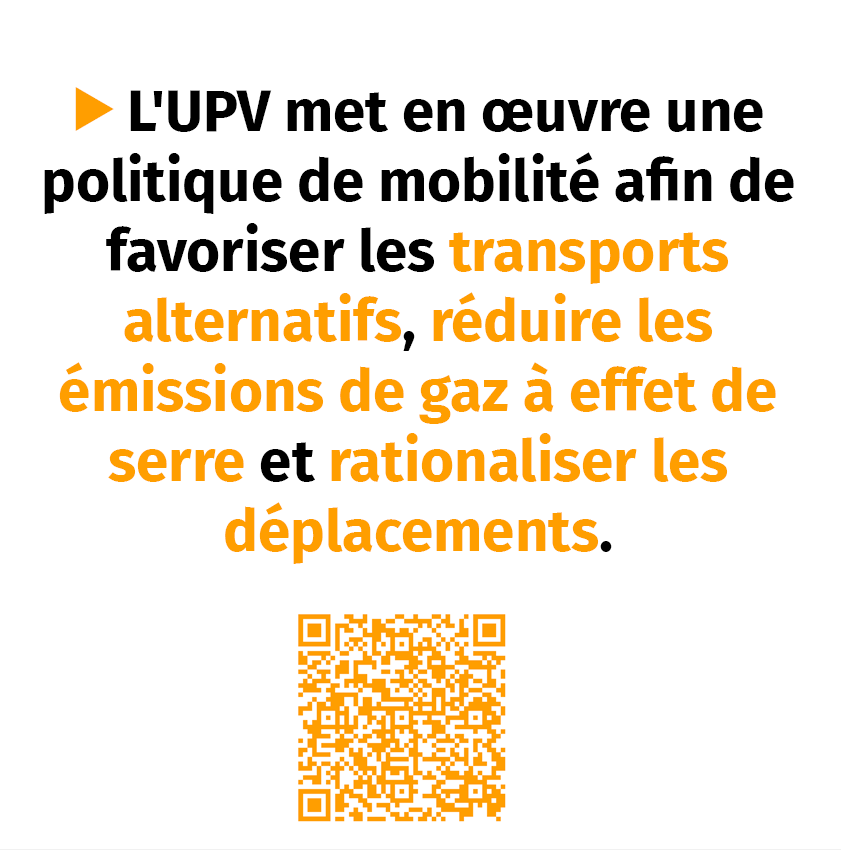 ▶ L'UPV met en œuvre une
politique de mobilité afin de
favoriser les transports
alternatifs, réduire les
émissions de gaz à effet de
serre et rationaliser les
déplacements.